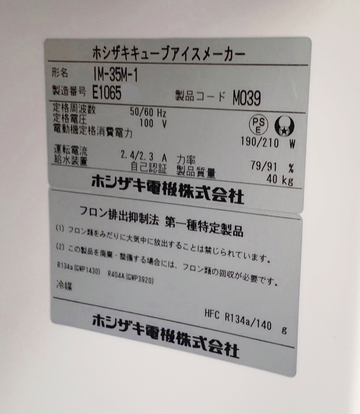 ホシザキキューブアイスメーカー
形名 IM-35M-1
製造番号 E1065 製品コード M039
定格周波数 50/60 Hz
定格電圧 100 V
電動機定格消費電力 190/210 W
PS E
運転電流 2.4/2.3 A 力率 79/91 %
給水装置 自己認証 製品質量 40 kg
ホシザキ電機株式会社
フロン排出抑制法 第一種特定製品
(1) フロン類をみだりに大気中に放出することは禁じられています。
(2) この製品を廃棄・整備する場合には、フロン類の回収が必要です。
R134a(GWP1430) R404A(GWP3920)
冷媒 HFC R134a/140 g
ホシザキ電機株式会社